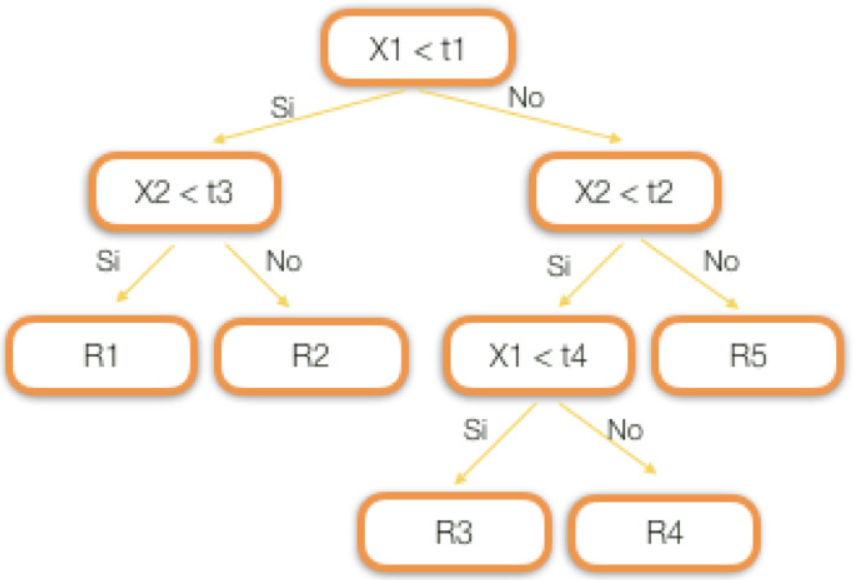 X1 < t1
Si
No
X2 < t3
X2 < t2
Si
No
Si
No
R1
R2
X1 < t4
R5
Si
No
R3
R4